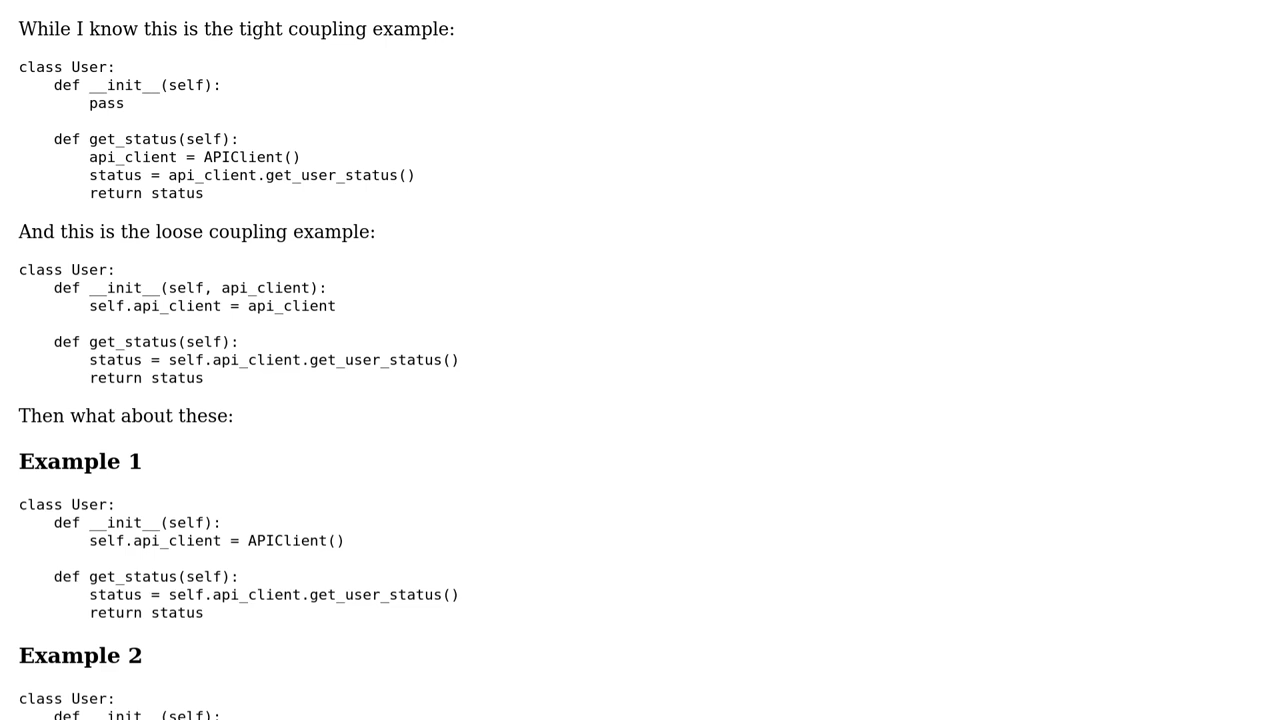 While I know this is the tight coupling example:
class User:
    def __init__(self):
        pass

    def get_status(self):
        api_client = APIClient()
        status = api_client.get_user_status()
        return status
And this is the loose coupling example:
class User:
    def __init__(self, api_client):
        self.api_client = api_client

    def get_status(self):
        status = self.api_client.get_user_status()
        return status
Then what about these:
Example 1
class User:
    def __init__(self):
        self.api_client = APIClient()

    def get_status(self):
        status = self.api_client.get_user_status()
        return status
Example 2
class User:
    def __init__(self):